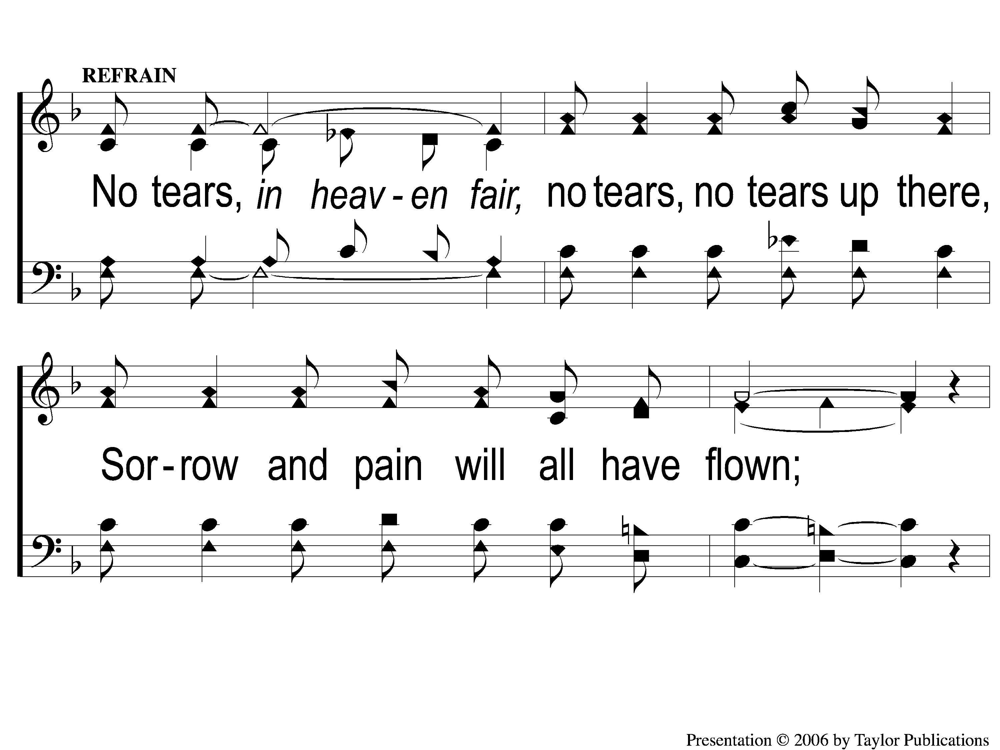 REFRAIN
No tears, in heav - en fair, no tears, no tears up there,
Sor - row and pain will all have flown;
Presentation © 2006 by Taylor Publications